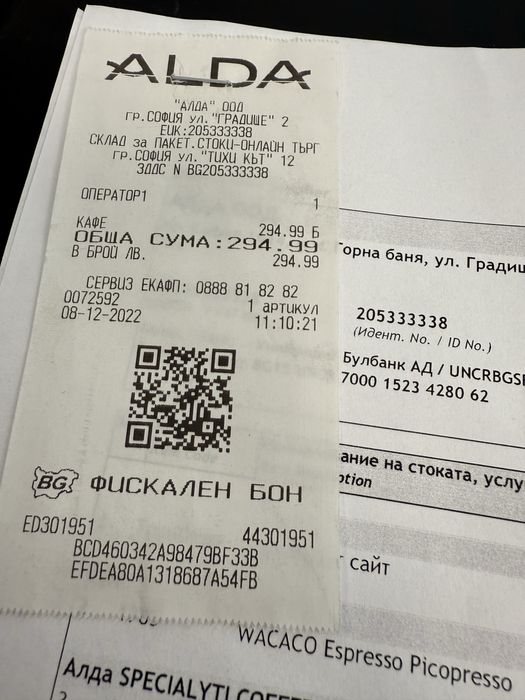 ALDA
"АЛДА" ООД
гр.СОФИЯ ул."ГРАДИЩЕ" 2
ЕИК:205333338
СКЛАД за ПАКЕТ.СТОКИ-ОНЛАЙН ТЪРГ
ГР.СОФИЯ ул."ТИХИ КЪТ" 12
ЗДДС N BG205333338
ОПЕРАТОР1 1
КАФЕ 294.99 Б
ОБЩА СУМА:294.99
В БРОЙ ЛВ. 294.99
СЕРВИЗ ЕКАФП: 0888 81 82 82
0072592 1 артикул
08-12-2022 11:10:21
BG ФИСКАЛЕН БОН
ED301951 44301951
BCD460342A98479BF33B
EFDEA80A1318687A54FB
Горна баня, ул. Градищ
205333338
(Идент. No. / ID No.)
Булбанк АД / UNCRBGS
7000 1523 4280 62
ание на стоката, услу
ption
сайт
WACACO Espresso Picopresso
Алда SPECIALYTI COFFE